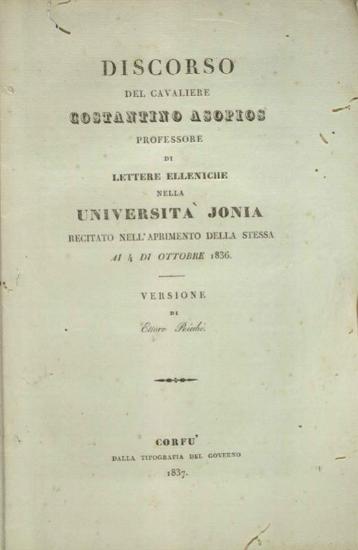 DISCORSO
DEL CAVALIERE
COSTANTINO ASOPIOS
PROFESSORE
DI
LETTERE ELLENICHE
NELLA
UNIVERSITÀ JONIA
RECITATO NELL'APRIMENTO DELLA STESSA
AI 4 DI OTTOBRE 1836.
VERSIONE
DI
CORFU'
DALLA TIPOGRAFIA DEL GOVERNO
1837.